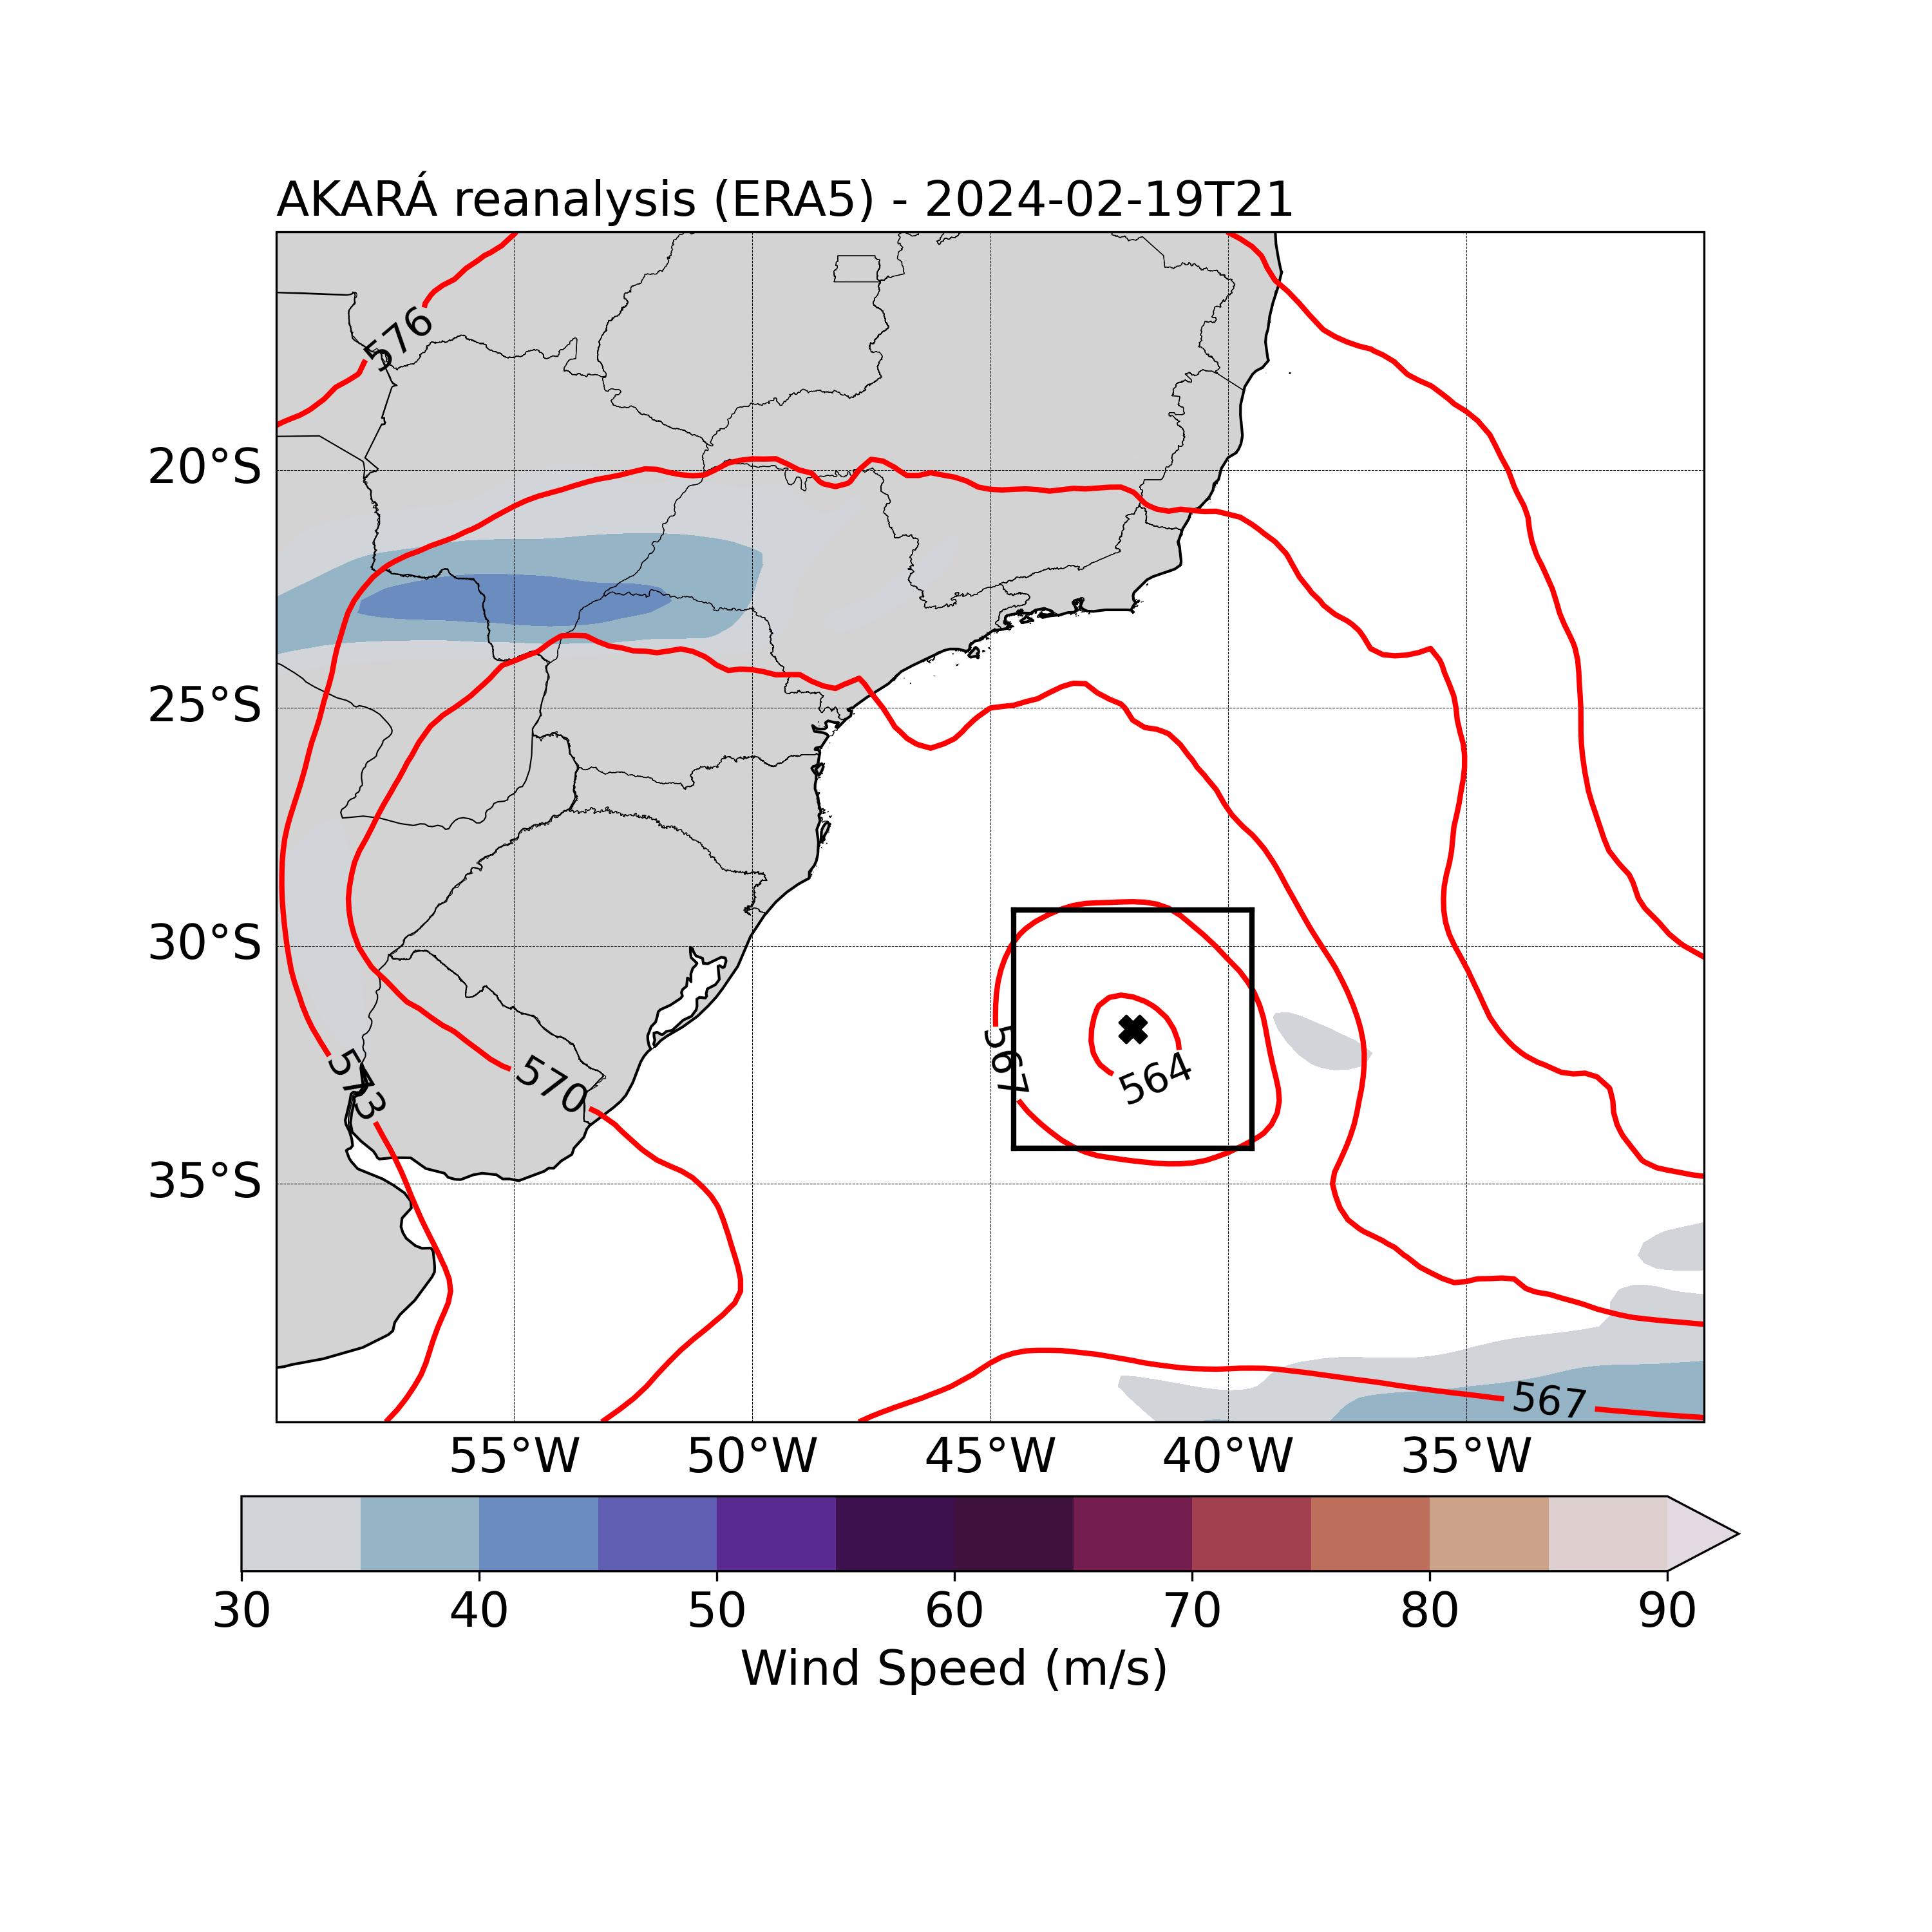 AKARÁ reanalysis (ERA5) - 2024-02-19T21
576
20°S
25°S
30°S
573
570
567
564
35°S
567
55°W 50°W 45°W 40°W 35°W
30 40 50 60 70 80 90
Wind Speed (m/s)